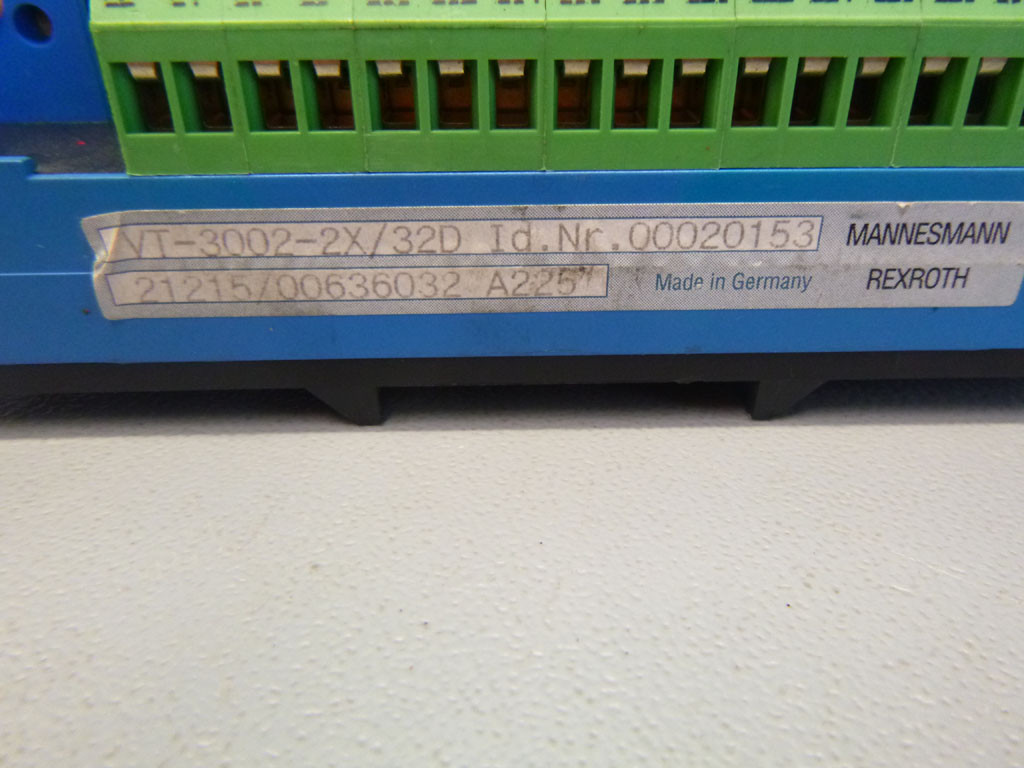 VT-3002-2X/32D Id.Nr.00020153 MANNESMANN
21215/00636032 A225 Made in Germany REXROTH